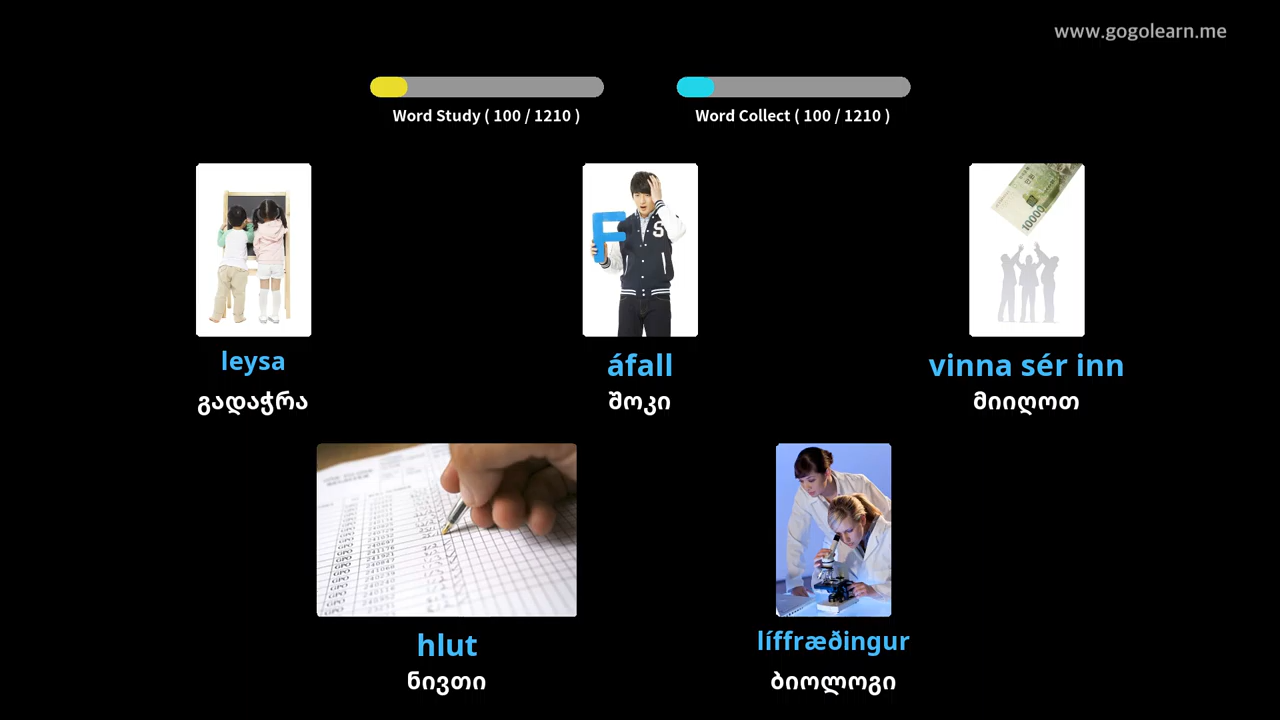 www.gogolearn.me
Word Study ( 100 / 1210 )
Word Collect ( 100 / 1210 )
F
S
10000
leysa
გადაჭრა
áfall
შოკი
vinna sér inn
მიიღოთ
hlut
ნივთი
líffræðingur
ბიოლოგი